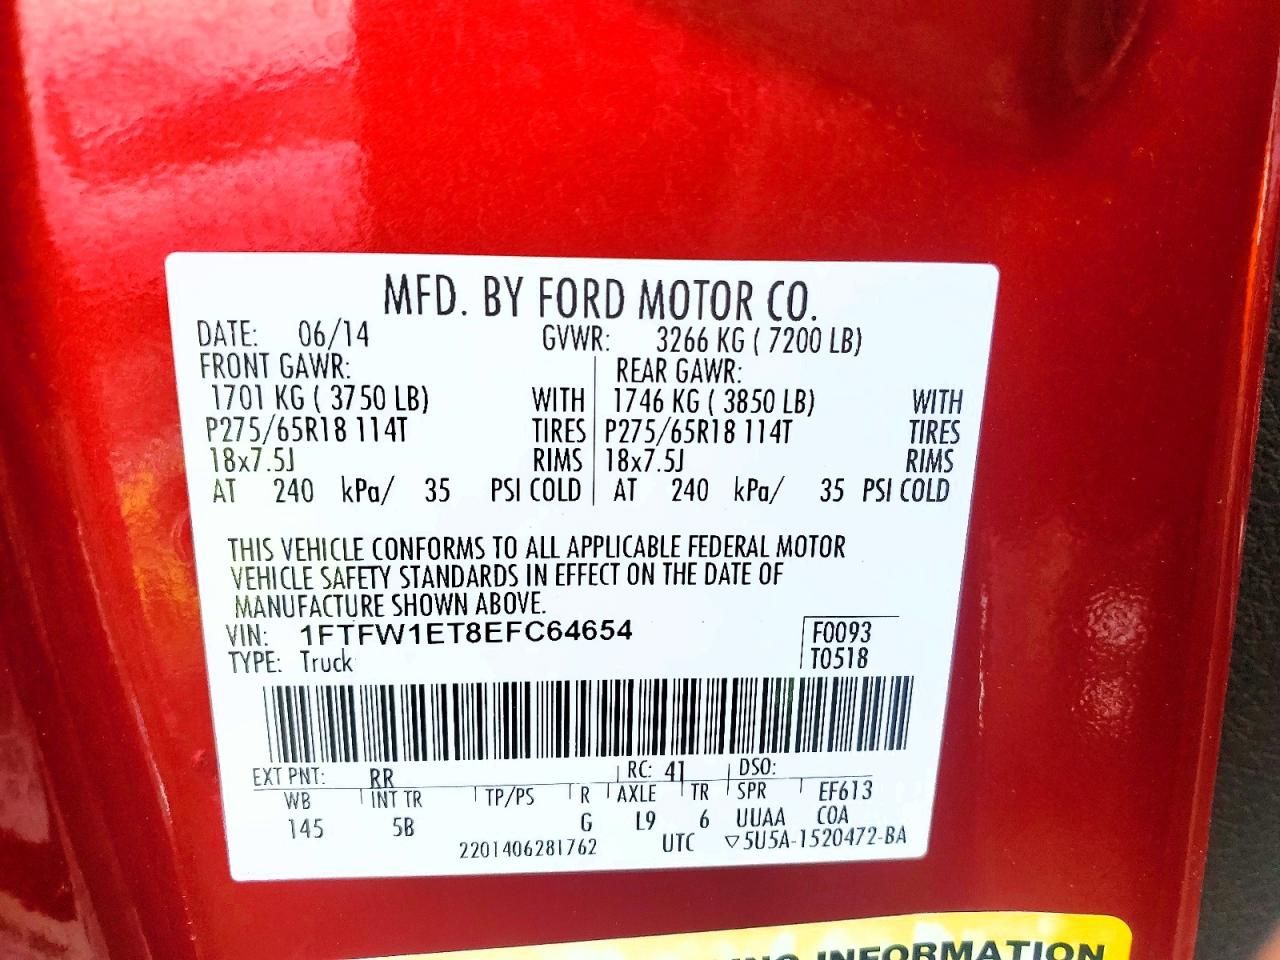 MFD. BY FORD MOTOR CO.
DATE: 06/14 GVWR: 3266 KG ( 7200 LB)
FRONT GAWR: REAR GAWR:
1701 KG ( 3750 LB) WITH 1746 KG ( 3850 LB) WITH
P275/65R18 114T TIRES P275/65R18 114T TIRES
18x7.5J RIMS 18x7.5J RIMS
AT 240 kPa/ 35 PSI COLD AT 240 kPa/ 35 PSI COLD
THIS VEHICLE CONFORMS TO ALL APPLICABLE FEDERAL MOTOR
VEHICLE SAFETY STANDARDS IN EFFECT ON THE DATE OF
MANUFACTURE SHOWN ABOVE.
VIN: 1FTFW1ET8EFC64654 F0093
TYPE: Truck T0518
EXT PNT: RR RC: 41 DSO:
WB INT TR TP/PS R AXLE TR SPR EF613
145 5B G L9 6 UUAA COA
2201406281762 UTC ▽5U5A-1520472-BA
INFORMATION